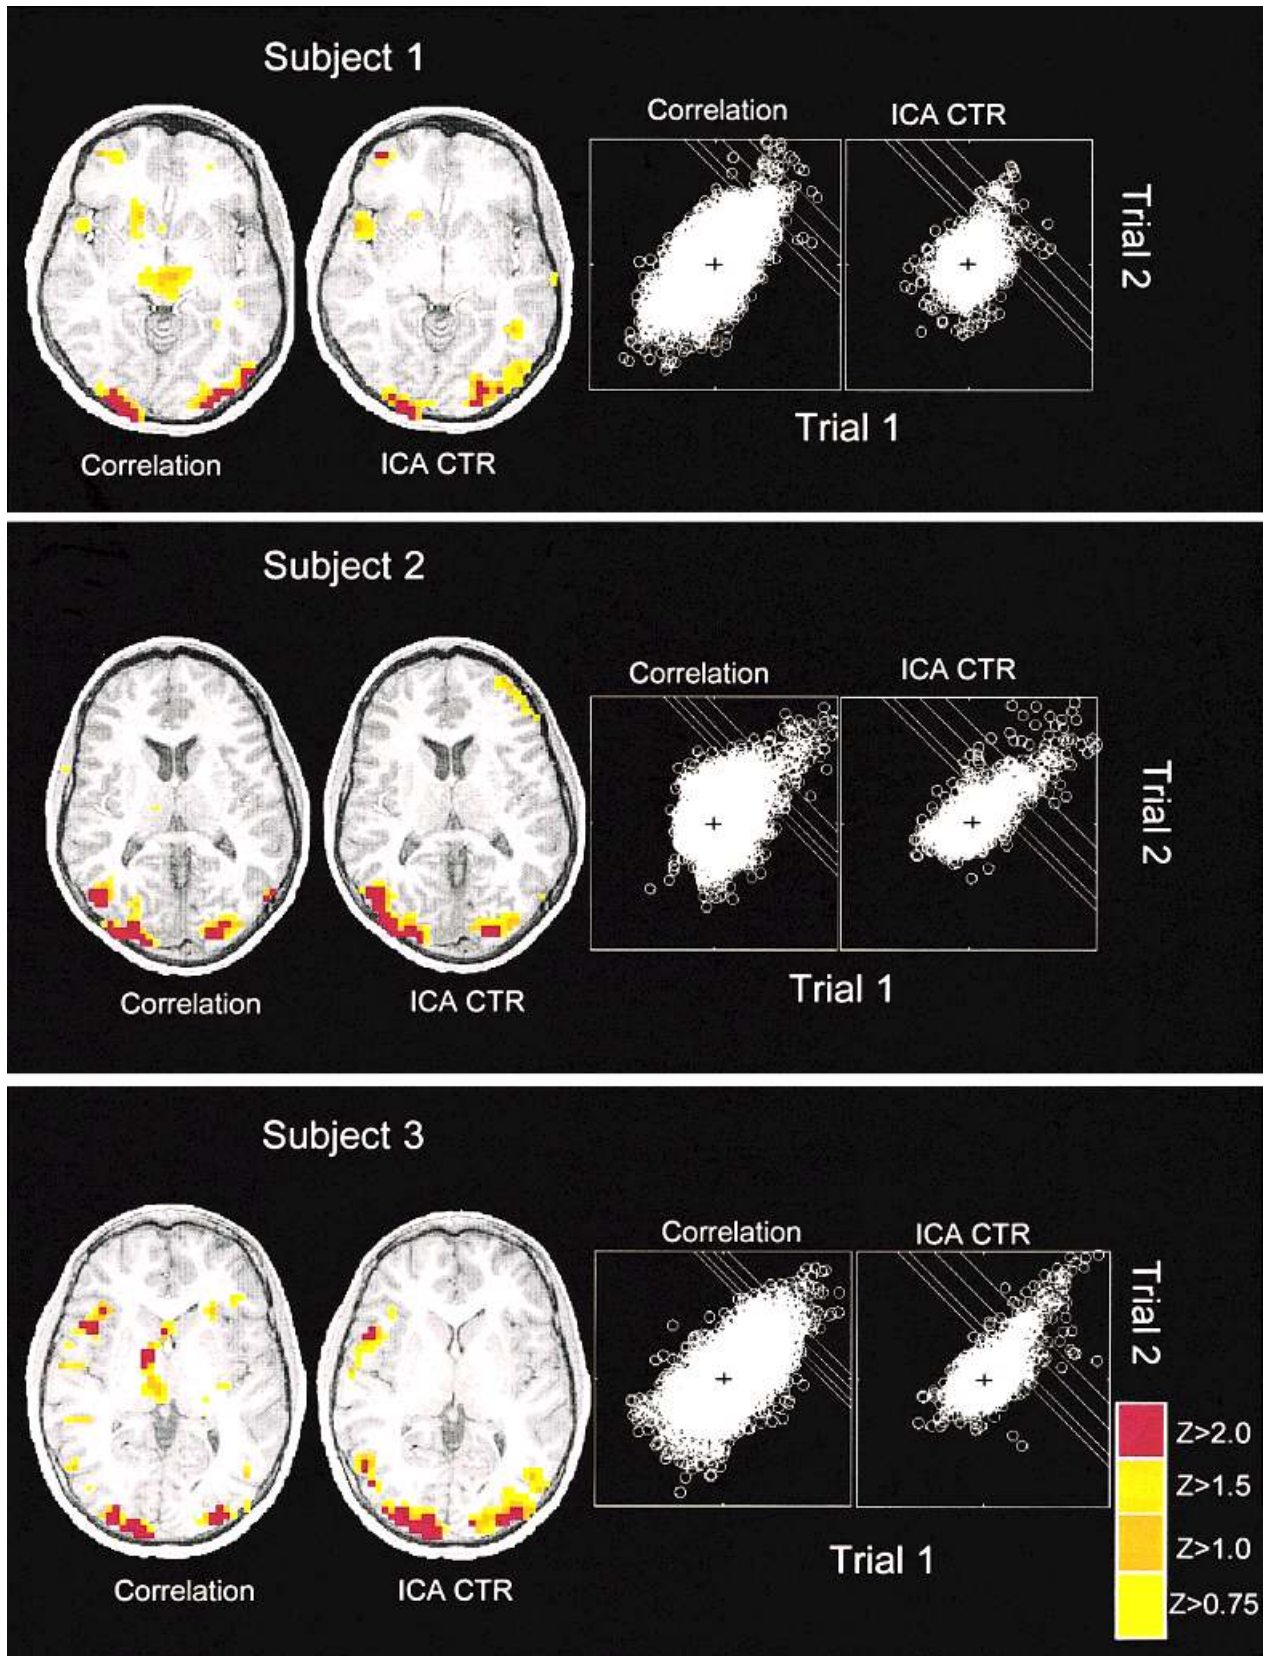 Subject 1
Correlation
ICA CTR
Trial 2
Trial 1
Correlation
ICA CTR
Subject 2
Correlation
ICA CTR
Trial 2
Trial 1
Correlation
ICA CTR
Subject 3
Correlation
ICA CTR
Trial 2
Z>2.0
Z>1.5
Z>1.0
Z>0.75
Trial 1
Correlation
ICA CTR